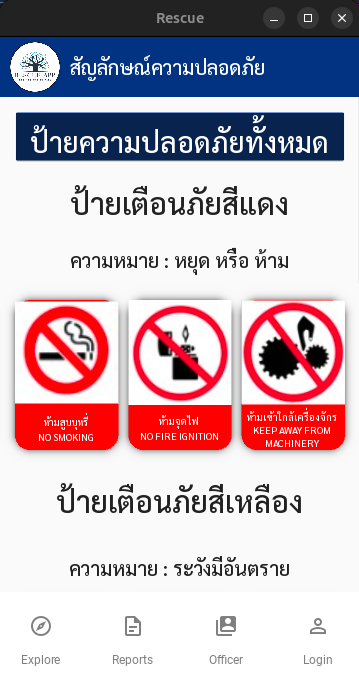 Rescue
สัญลักษณ์ความปลอดภัย
ป้ายความปลอดภัยทั้งหมด
ป้ายเตือนภัยสีแดง
ความหมาย : หยุด หรือ ห้าม
ห้ามสูบบุหรี่
NO SMOKING
ห้ามจุดไฟ
NO FIRE IGNITION
ห้ามเข้าใกล้เครื่องจักร
KEEP AWAY FROM
MACHINERY
ป้ายเตือนภัยสีเหลือง
ความหมาย : ระวังมีอันตราย
Explore
Reports
Officer
Login